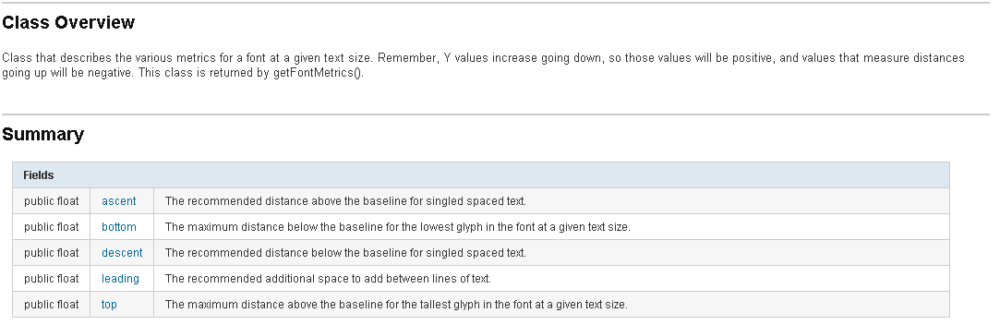 Class Overview
Class that describes the various metrics for a font at a given text size. Remember, Y values increase going down, so those values will be positive, and values that measure distances
going up will be negative. This class is returned by getFontMetrics().
Summary
Fields
public float ascent The recommended distance above the baseline for singled spaced text.
public float bottom The maximum distance below the baseline for the lowest glyph in the font at a given text size.
public float descent The recommended distance below the baseline for singled spaced text.
public float leading The recommended additional space to add between lines of text.
public float top The maximum distance above the baseline for the tallest glyph in the font at a given text size.